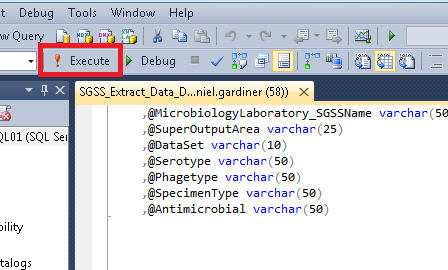 Debug Tools Window Help
w Query
Execute Debug
SGSS_Extract_Data_D...niel.gardiner (58))
,@MicrobiologyLaboratory_SGSSName varchar(50
,@SuperOutputArea varchar(25)
,@DataSet varchar(10)
,@Serotype varchar(50)
,@Phagetype varchar(50)
,@SpecimenType varchar(50)
,@Antimicrobial varchar(50)
QL01 (SQL Serv
bility
atalogs